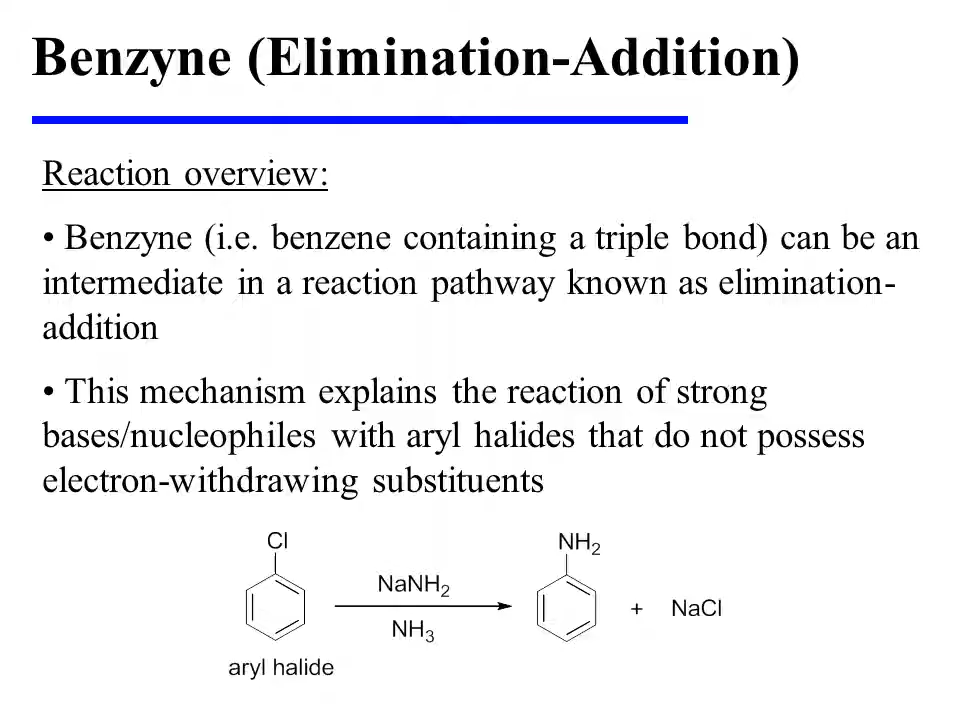 Benzyne (Elimination-Addition)
Reaction overview:
• Benzyne (i.e. benzene containing a triple bond) can be an
intermediate in a reaction pathway known as elimination-
addition
• This mechanism explains the reaction of strong
bases/nucleophiles with aryl halides that do not possess
electron-withdrawing substituents
Cl
NaNH₂
NH₃
NH₂
+ NaCl
aryl halide